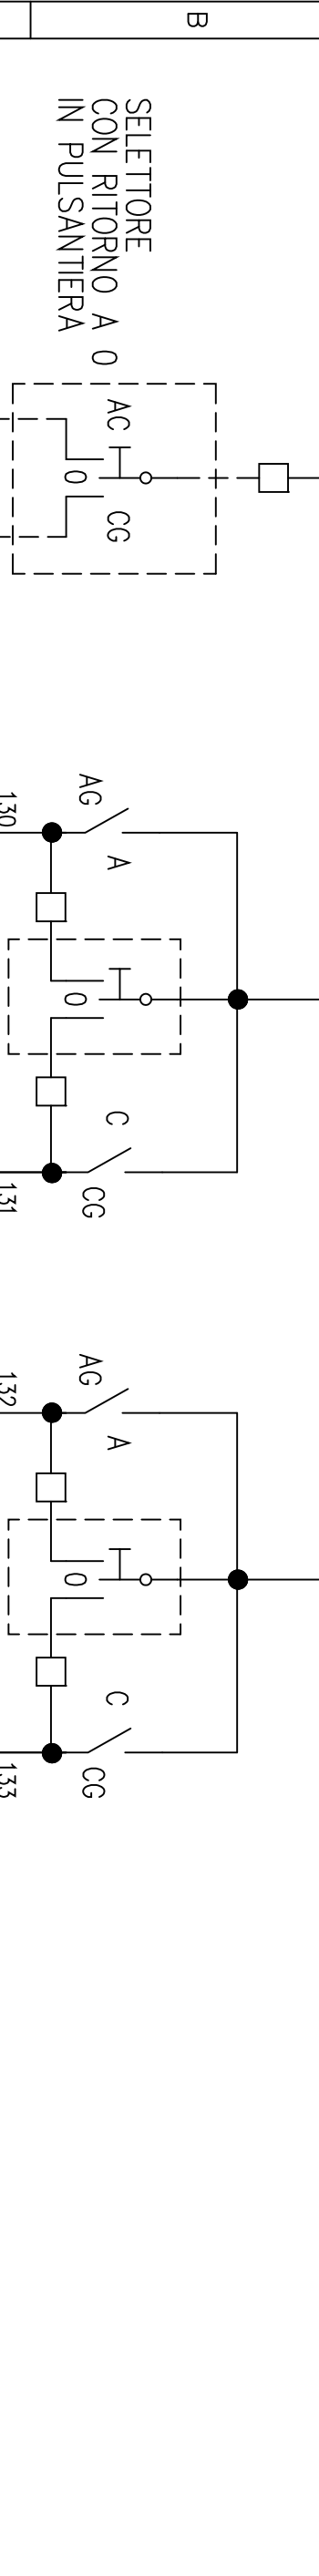 B
SELETTORE
CON RITORNO A 0
IN PULSANTIERA
AC
0
CG
AG
A
130
0
C
CG
131
AG
A
132
0
C
CG
133